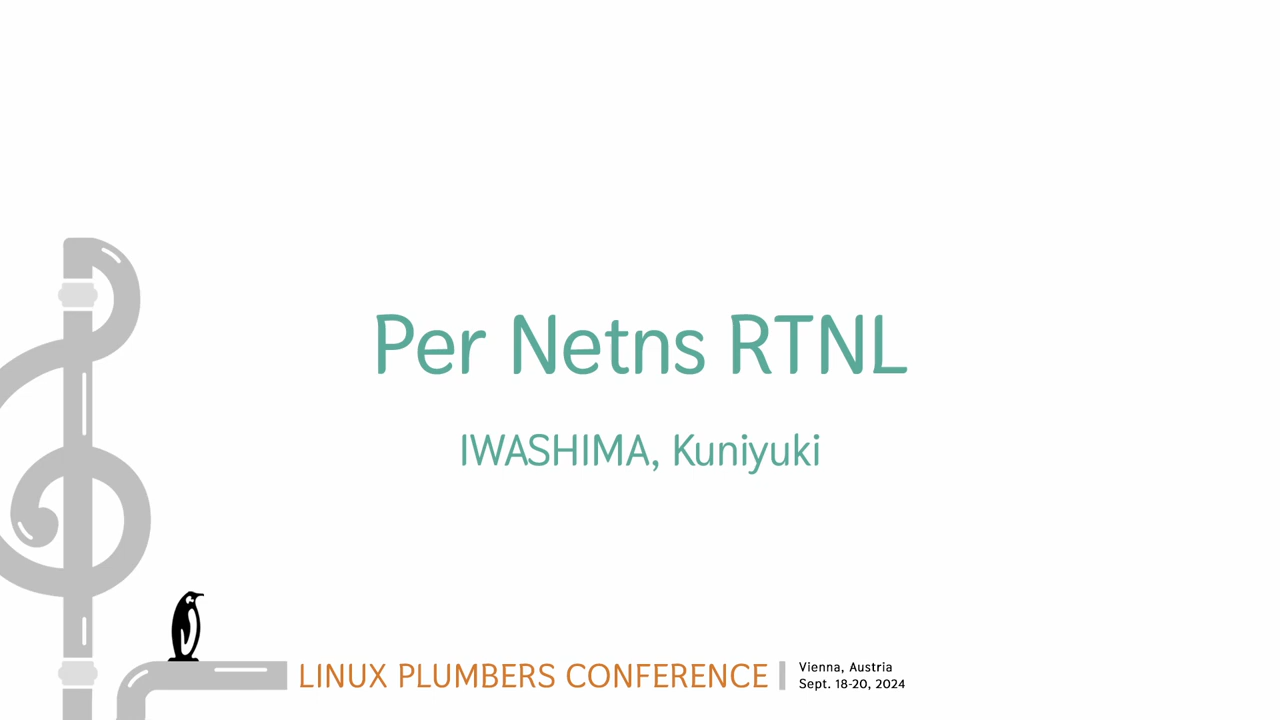 Per Netns RTNL
IWASHIMA, Kuniyuki
LINUX PLUMBERS CONFERENCE
Vienna, Austria
Sept. 18-20, 2024